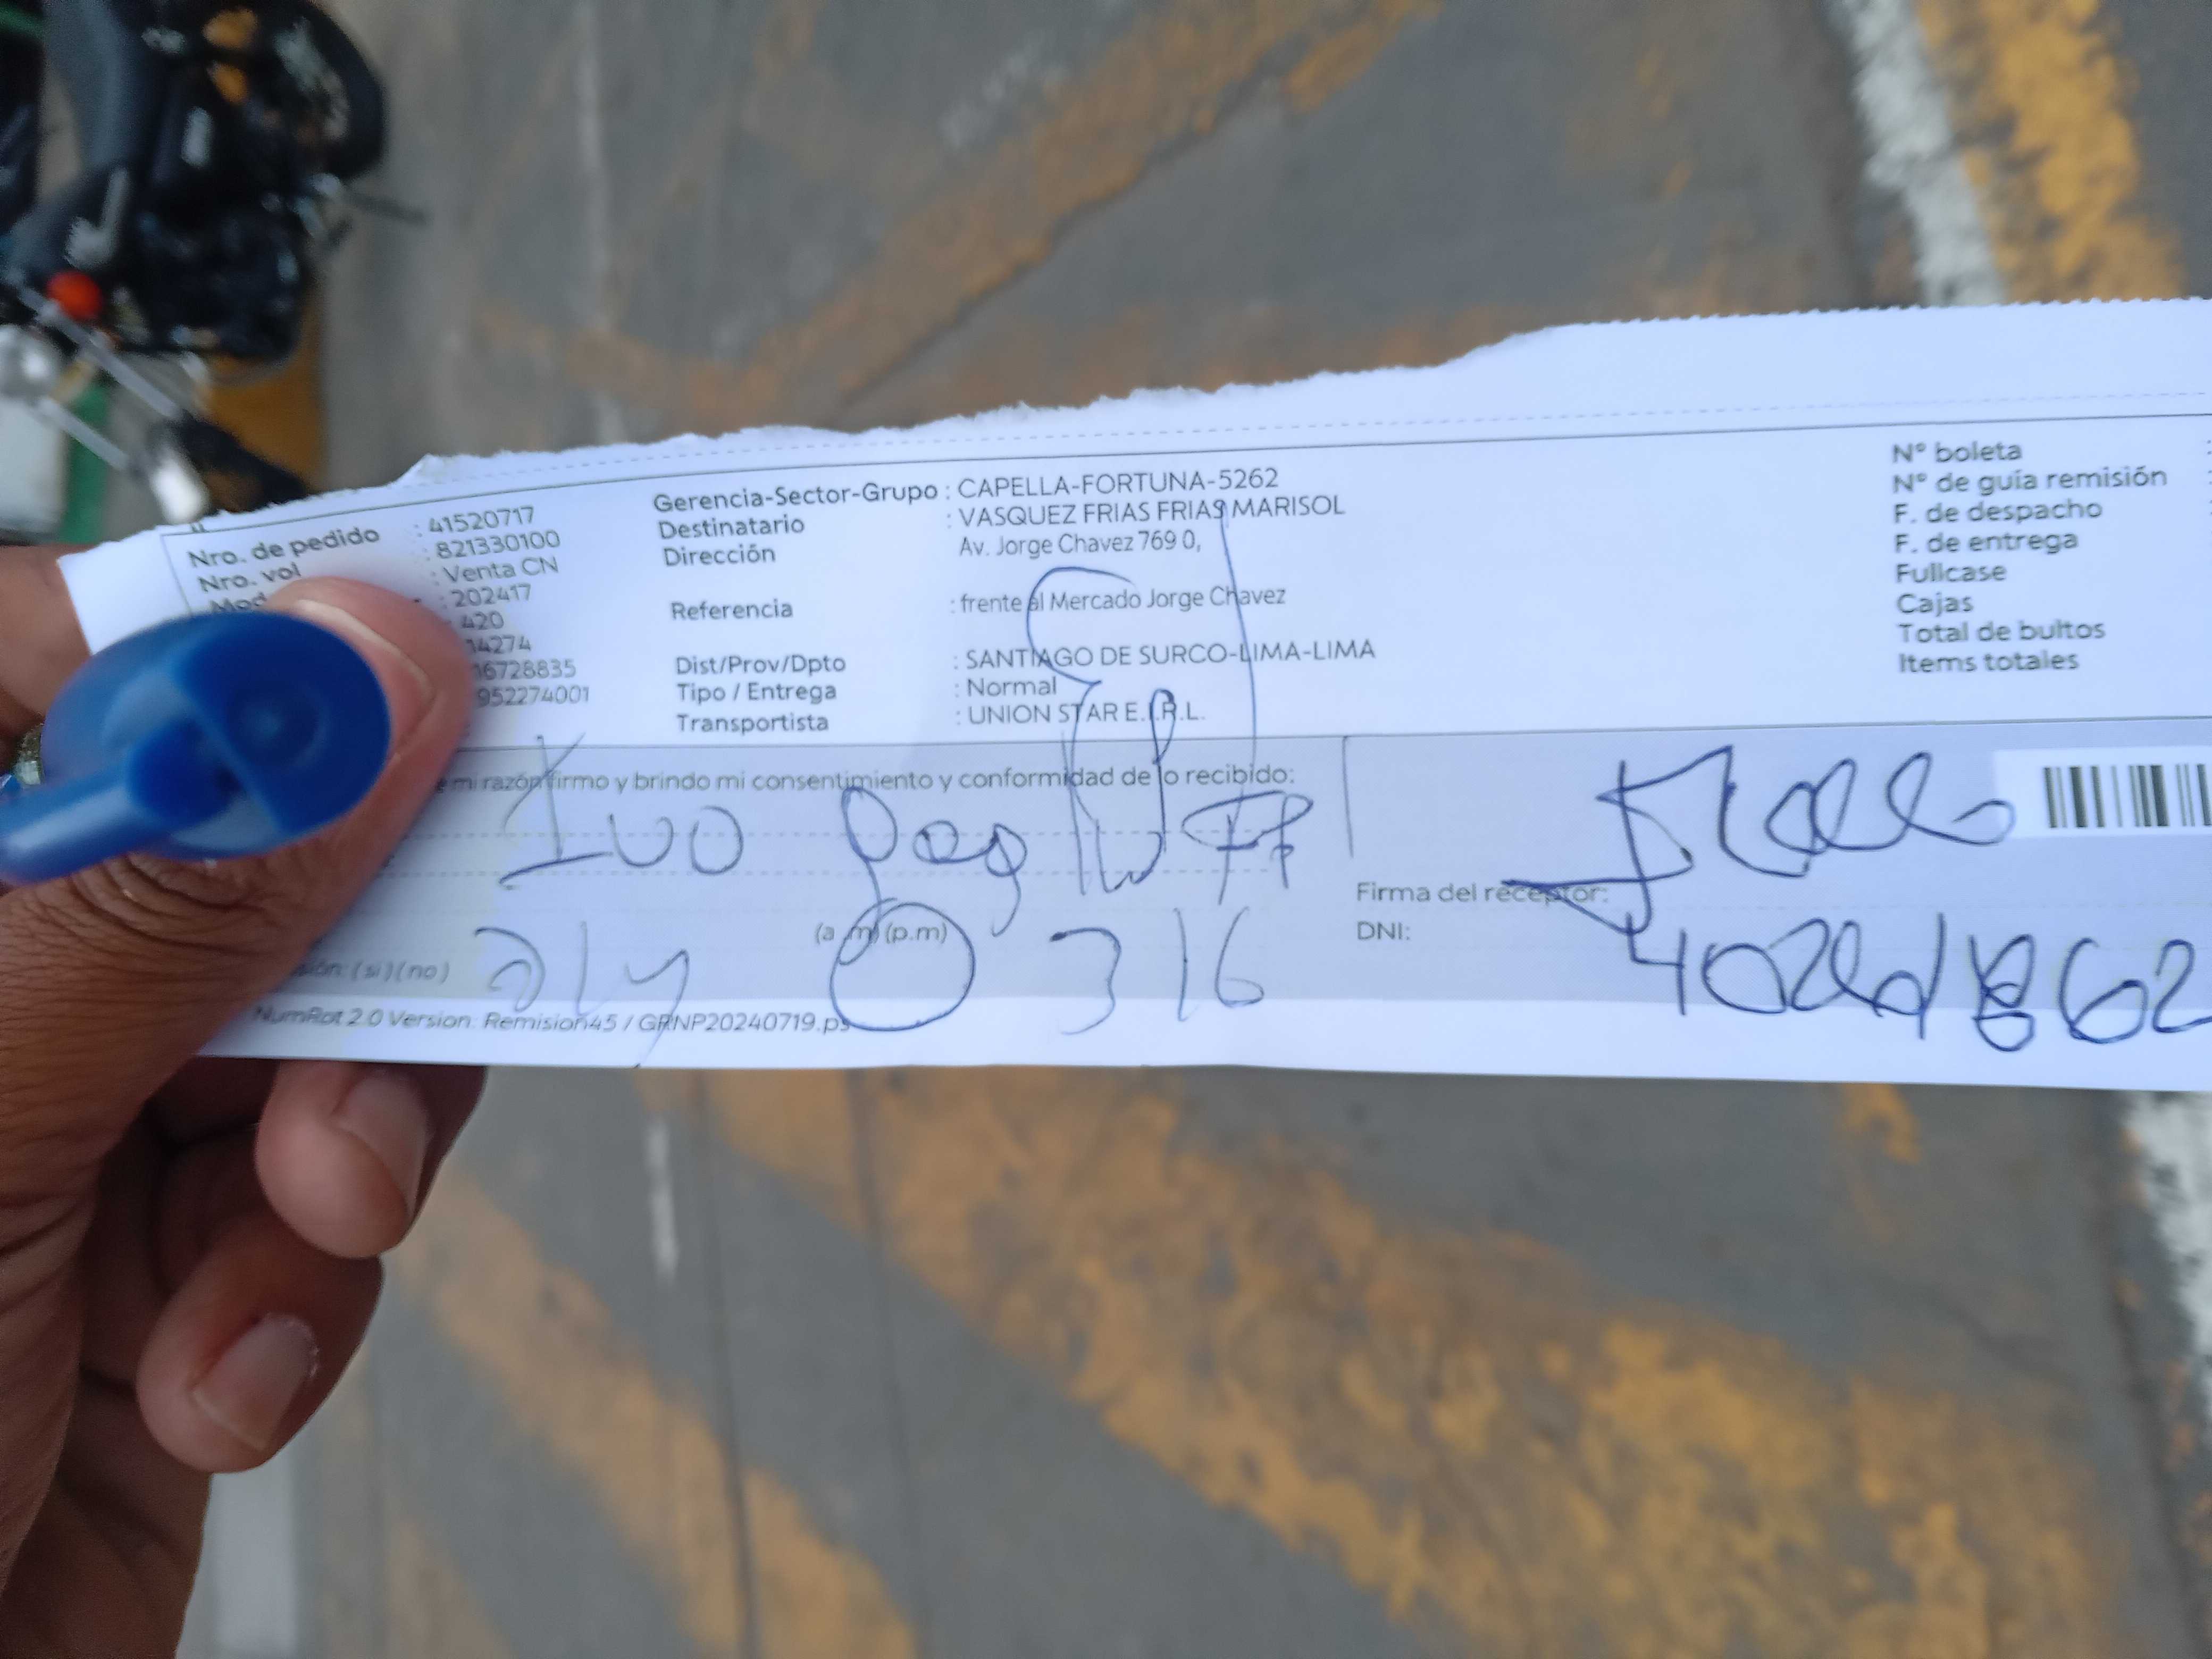 Nro. de pedido : 41520717
Nro. vol : 821330100
: Venta CN
: 202417
: 420
14274
16728835
952274001
Gerencia-Sector-Grupo : CAPELLA-FORTUNA-5262
Destinatario : VASQUEZ FRIAS FRIAS MARISOL
Dirección Av. Jorge Chavez 769 0,
Referencia : frente al Mercado Jorge Chavez
Dist/Prov/Dpto : SANTIAGO DE SURCO-LIMA-LIMA
Tipo / Entrega : Normal
Transportista : UNION STAR E.I.R.L.
N° boleta :
N° de guía remisión :
F. de despacho
F. de entrega
Fullcase
Cajas
Total de bultos
Items totales
mi razón firmo y brindo mi consentimiento y conformidad de lo recibido:
Ivo
Firma del receptor:
(a.m) (p.m)
DNI:
(si) (no)
316
NumRot 2.0 Version: Remision45 / GRNP20240719.ps